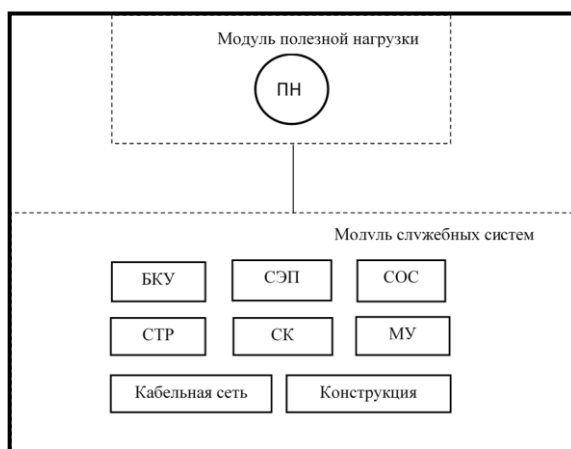 Модуль полезной нагрузки
ПН
Модуль служебных систем
БКУ СЭП СОС
СТР СК МУ
Кабельная сеть Конструкция